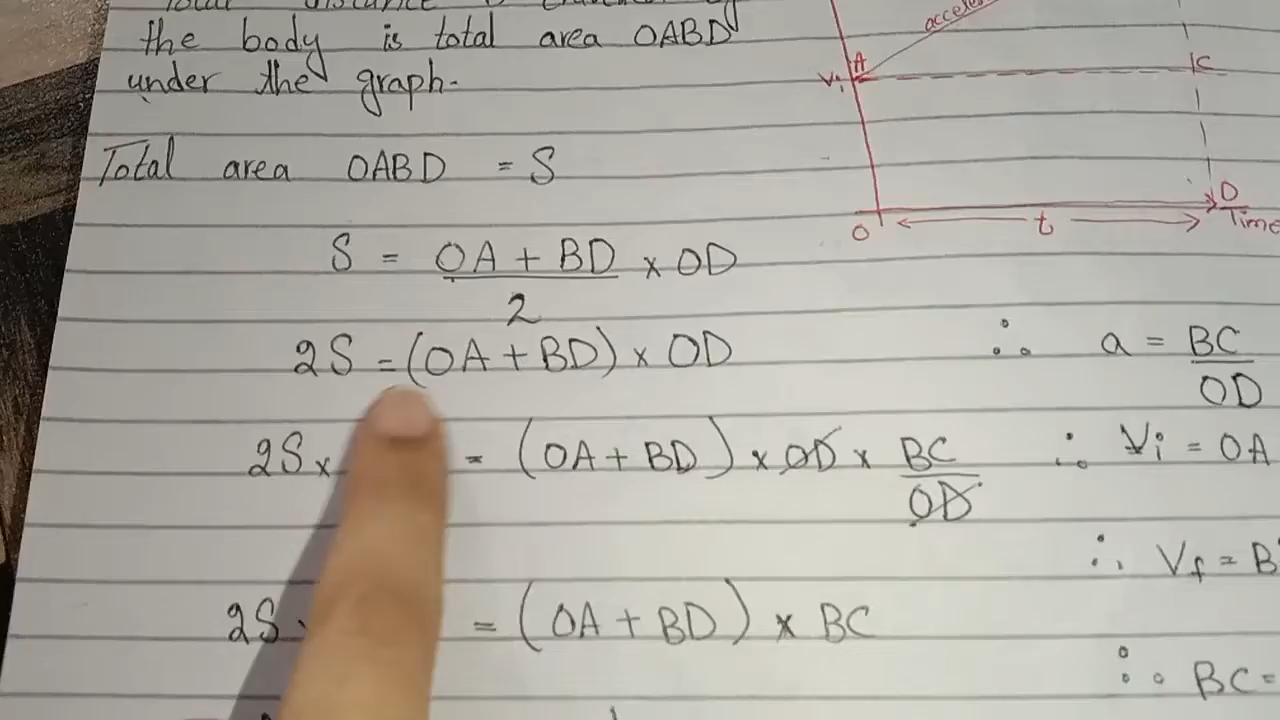 the body is total area OABD
under the graph.
Total area OABD = S
S = OA + BD / 2 × OD
2S = (OA + BD) × OD
2S × = (OA + BD) × OD × BC / OD
2S = (OA + BD) × BC
∴ a = BC / OD
∴ Vi = OA
∴ Vf = B
∴ BC =
A
Vi
C
O
t
D
Time